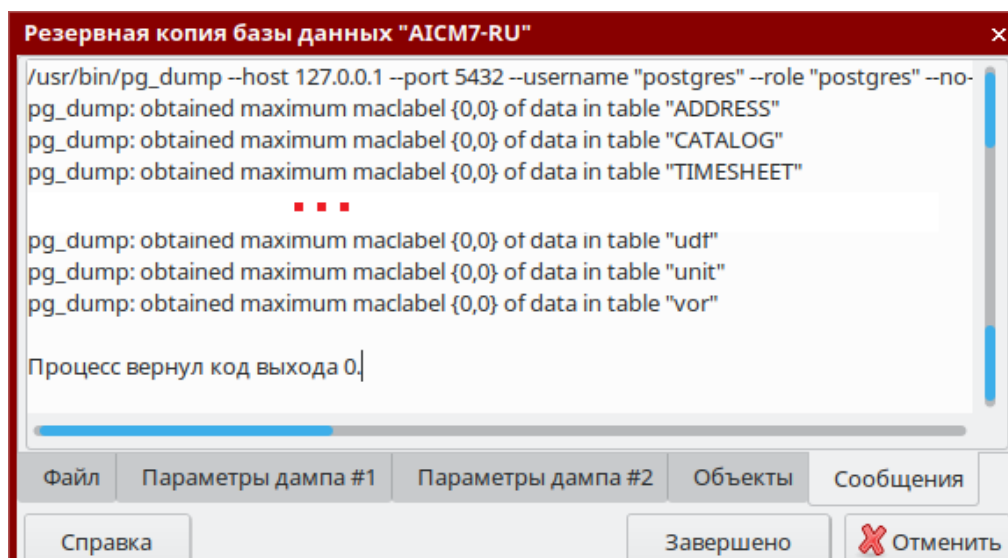 Резервная копия базы данных "AICM7-RU"
/usr/bin/pg_dump --host 127.0.0.1 --port 5432 --username "postgres" --role "postgres" --no-
pg_dump: obtained maximum maclabel {0,0} of data in table "ADDRESS"
pg_dump: obtained maximum maclabel {0,0} of data in table "CATALOG"
pg_dump: obtained maximum maclabel {0,0} of data in table "TIMESHEET"
...
pg_dump: obtained maximum maclabel {0,0} of data in table "udf"
pg_dump: obtained maximum maclabel {0,0} of data in table "unit"
pg_dump: obtained maximum maclabel {0,0} of data in table "vor"
Процесс вернул код выхода 0.
Файл Параметры дампа #1 Параметры дампа #2 Объекты Сообщения
Справка Завершено Отменить